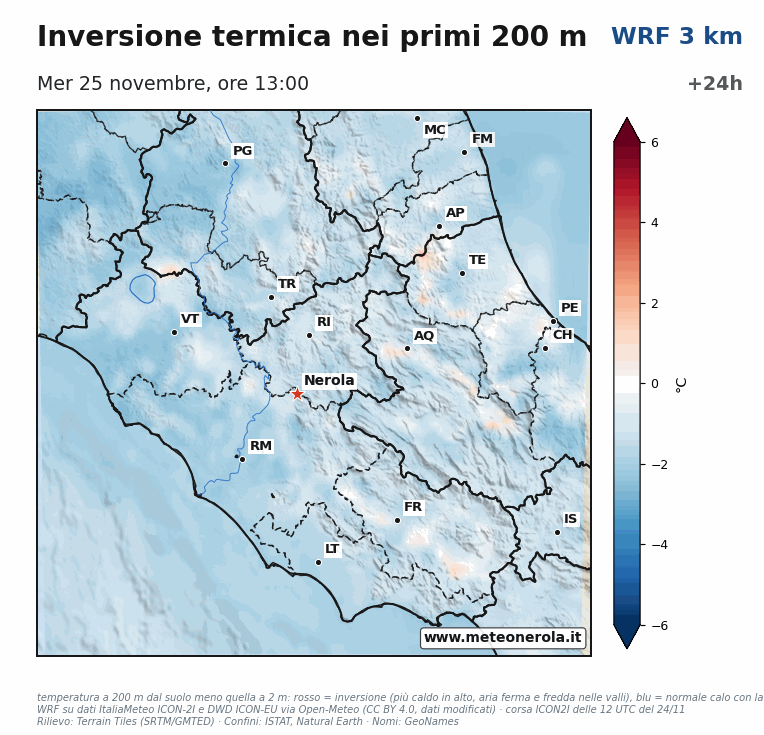 Inversione termica nei primi 200 m WRF 3 km
Mer 25 novembre, ore 13:00 +24h
MC
FM
PG
AP
TE
TR
PE
VT
RI
AQ
CH
Nerola
RM
FR
IS
LT
www.meteonerola.it
6
4
2
0
−2
−4
−6
°C
temperatura a 200 m dal suolo meno quella a 2 m: rosso = inversione (più caldo in alto, aria ferma e fredda nelle valli), blu = normale calo con la
WRF su dati ItaliaMeteo ICON-2I e DWD ICON-EU via Open-Meteo (CC BY 4.0, dati modificati) · corsa ICON2I delle 12 UTC del 24/11
Rilievo: Terrain Tiles (SRTM/GMTED) · Confini: ISTAT, Natural Earth · Nomi: GeoNames